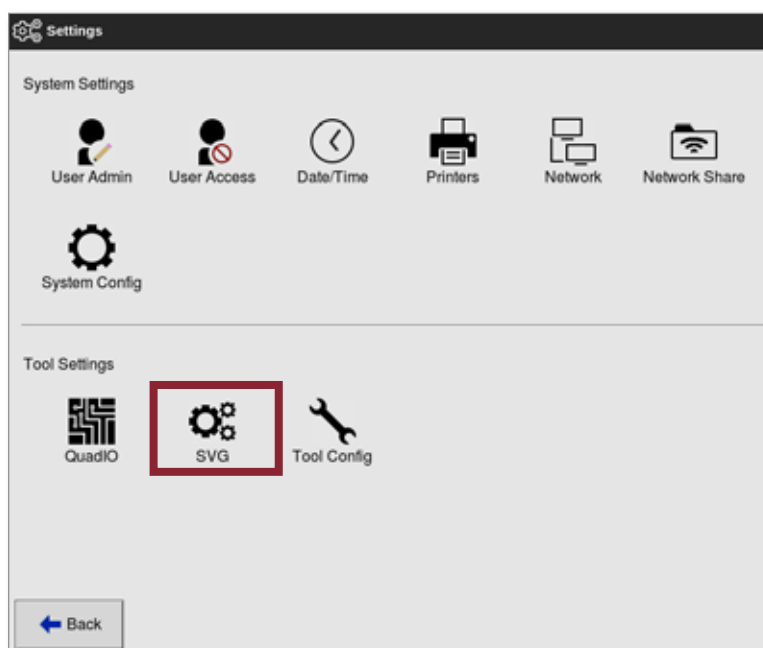 Settings
System Settings
User Admin User Access Date/Time Printers Network Network Share
System Config
Tool Settings
QuadIO SVG Tool Config
Back